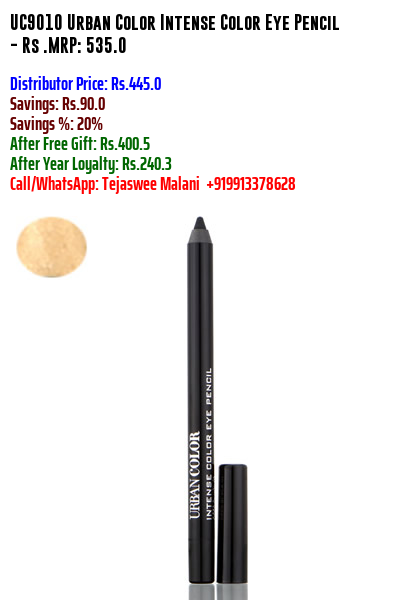 UC9010 Urban Color Intense Color Eye Pencil
- Rs .MRP: 535.0
Distributor Price: Rs.445.0
Savings: Rs.90.0
Savings %: 20%
After Free Gift: Rs.400.5
After Year Loyalty: Rs.240.3
Call/WhatsApp: Tejaswee Malani +919913378628
URBAN COLOR
INTENSE COLOR EYE PENCIL